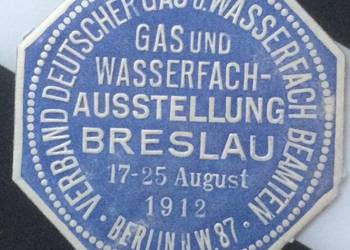 VERBAND DEUTSCHER GAS U. WASSERFACH BEAMTEN
GAS UND
WASSERFACH-
AUSSTELLUNG
BRESLAU
17-25 August
1912
· BERLIN N.W 87 ·